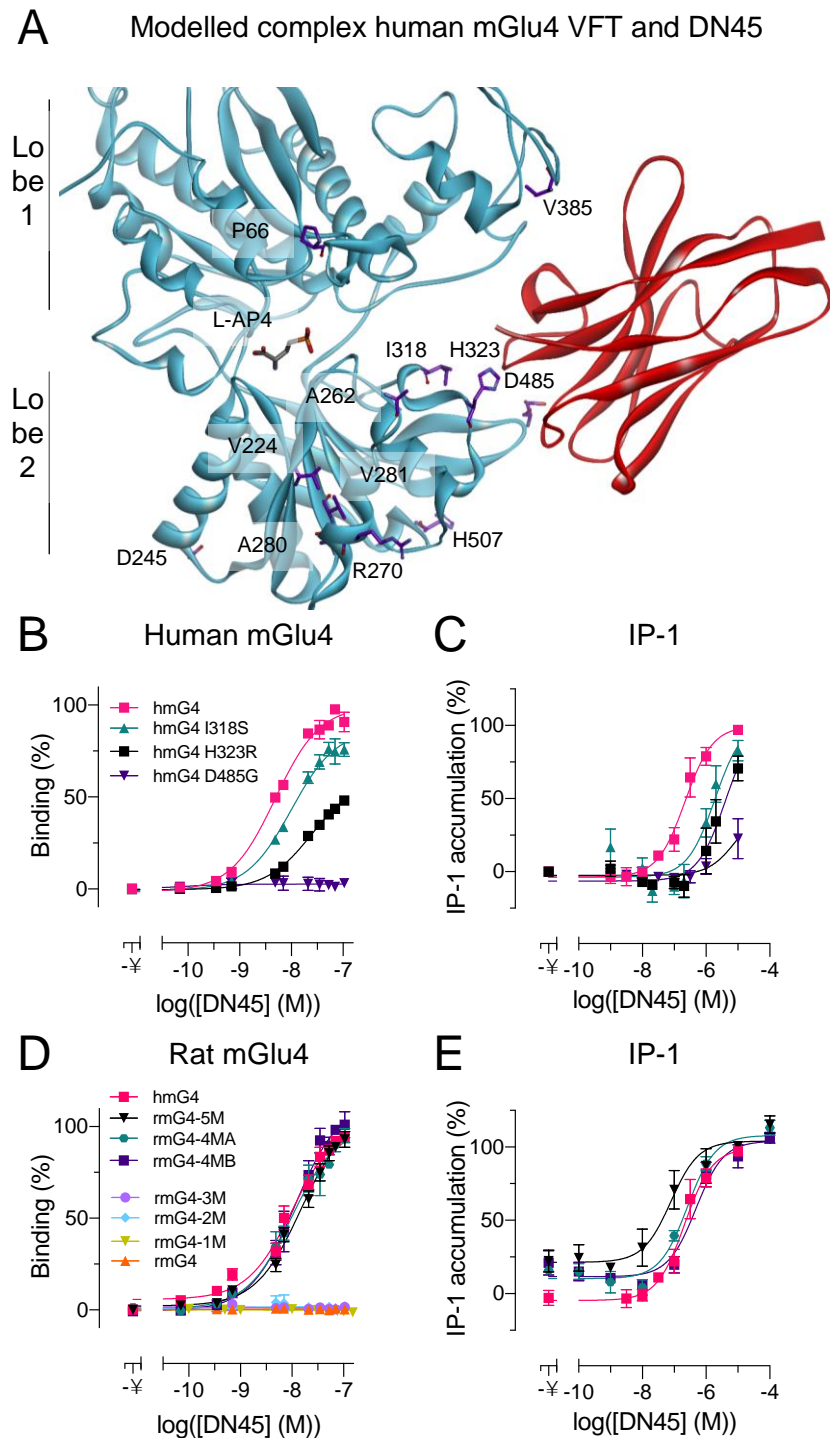 A Modelled complex human mGlu4 VFT and DN45
Lo
be
1
V385
P66
L-AP4
I318 H323
D485
A262
Lo
be
2
V224
V281
D245
A280
R270
H507
B Human mGlu4
Binding (%)
100
50
0
hmG4
hmG4 I318S
hmG4 H323R
hmG4 D485G
-¥ -10 -9 -8 -7
log([DN45] (M))
C IP-1
IP-1 accumulation (%)
100
50
0
-¥ -10 -8 -6 -4
log([DN45] (M))
D Rat mGlu4
Binding (%)
100
50
0
hmG4
rmG4-5M
rmG4-4MA
rmG4-4MB
rmG4-3M
rmG4-2M
rmG4-1M
rmG4
-¥ -10 -9 -8 -7
log([DN45] (M))
E IP-1
IP-1 accumulation (%)
100
50
0
-¥ -10 -8 -6 -4
log([DN45] (M))